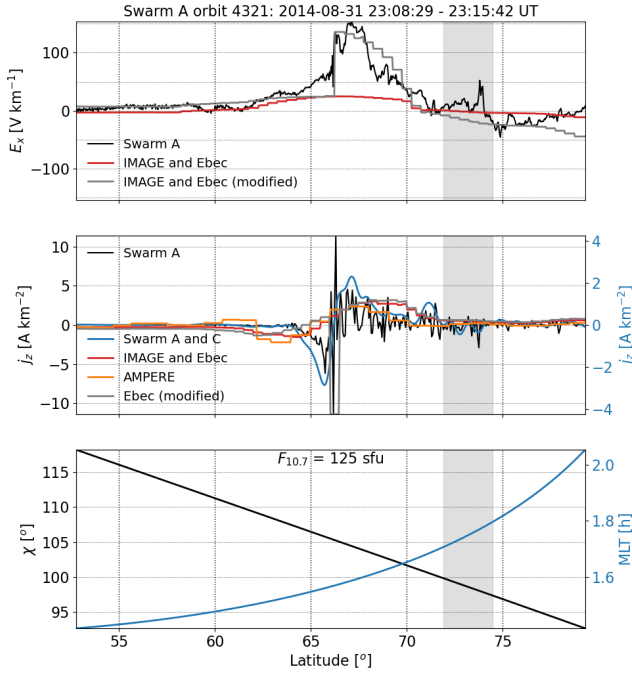 Swarm A orbit 4321: 2014-08-31 23:08:29 - 23:15:42 UT
100
0
−100
E_x [V km⁻¹]
Swarm A
IMAGE and Ebec
IMAGE and Ebec (modified)
10
5
0
−5
−10
j_z [A km⁻²]
Swarm A
Swarm A and C
IMAGE and Ebec
AMPERE
Ebec (modified)
4
2
0
−2
−4
j_z [A km⁻²]
F_{10.7} = 125 sfu
115
110
105
100
95
χ [°]
2.0
1.8
1.6
MLT [h]
55 60 65 70 75
Latitude [°]